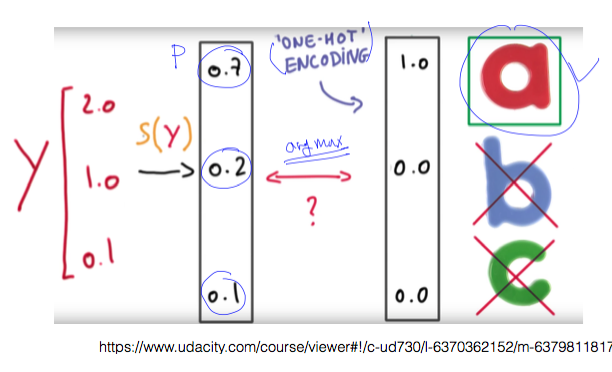 P
'ONE-HOT'
ENCODING
Y
2.0
1.0
0.1
S(Y)
0.7
0.2
0.1
argmax
?
1.0
0.0
0.0
a
b
c
https://www.udacity.com/course/viewer#!/c-ud730/l-6370362152/m-6379811817